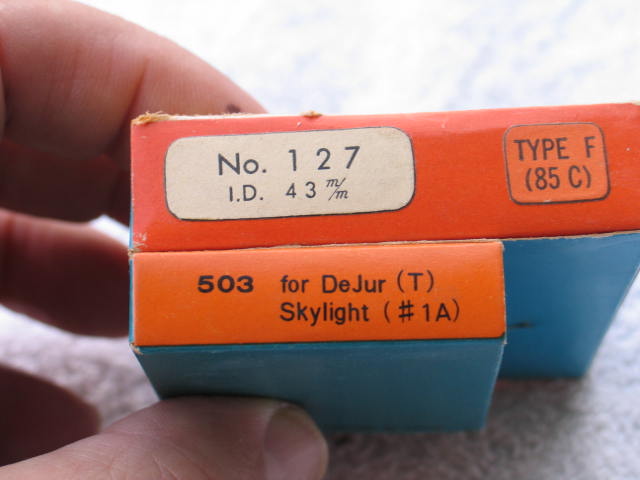 No. 127
I.D. 43 m/m
TYPE F
(85 C)
503 for DeJur (T)
Skylight (#1A)